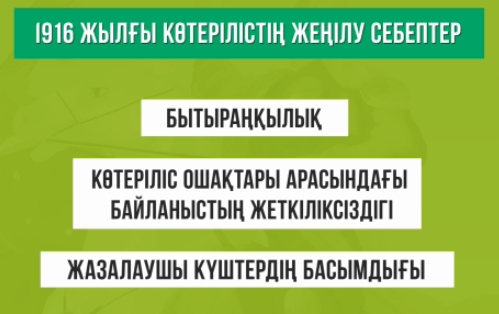 1916 ЖЫЛҒЫ КӨТЕРІЛІСТІҢ ЖЕҢІЛУ СЕБЕПТЕР
БЫТЫРАҢҚЫЛЫҚ
КӨТЕРІЛІС ОШАҚТАРЫ АРАСЫНДАҒЫ
БАЙЛАНЫСТЫҢ ЖЕТКІЛІКСІЗДІГІ
ЖАЗАЛАУШЫ КҮШТЕРДІҢ БАСЫМДЫҒЫ